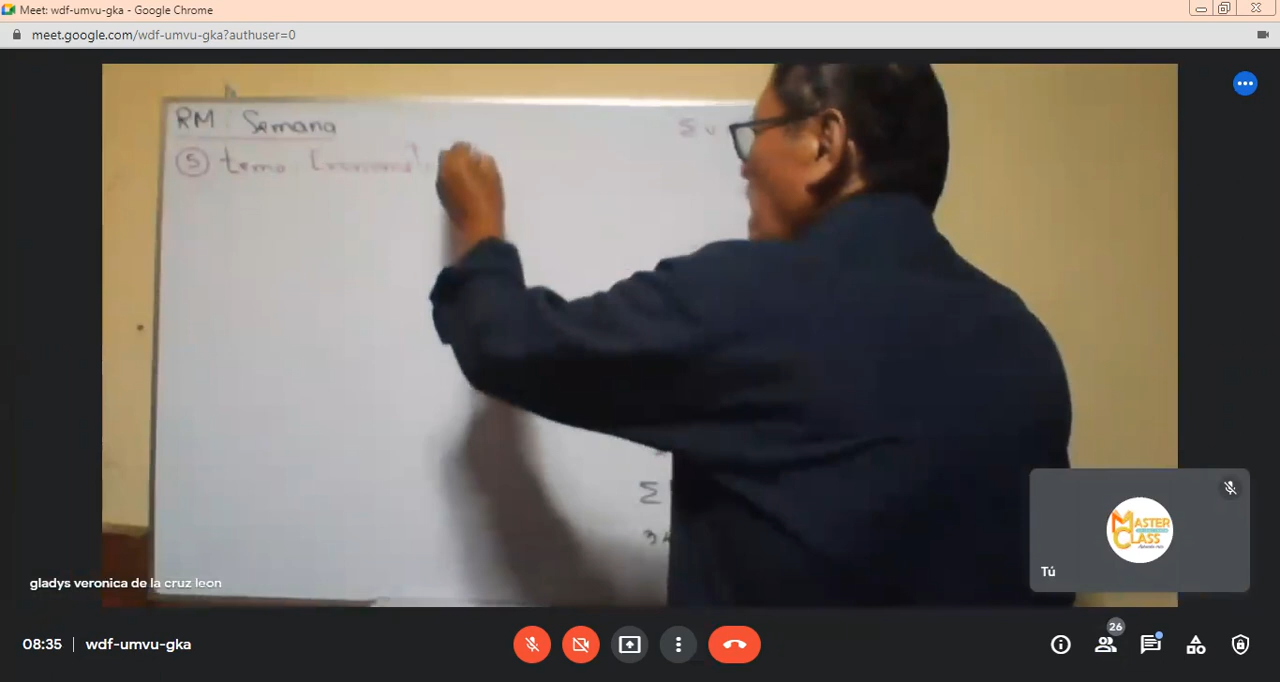 Meet: wdf-umvu-gka - Google Chrome
meet.google.com/wdf-umvu-gka?authuser=0
RM. Semana
Σ v
5 tema:
Σ
MASTER
CLASS
gladys veronica de la cruz leon
Tú
08:35 | wdf-umvu-gka
26